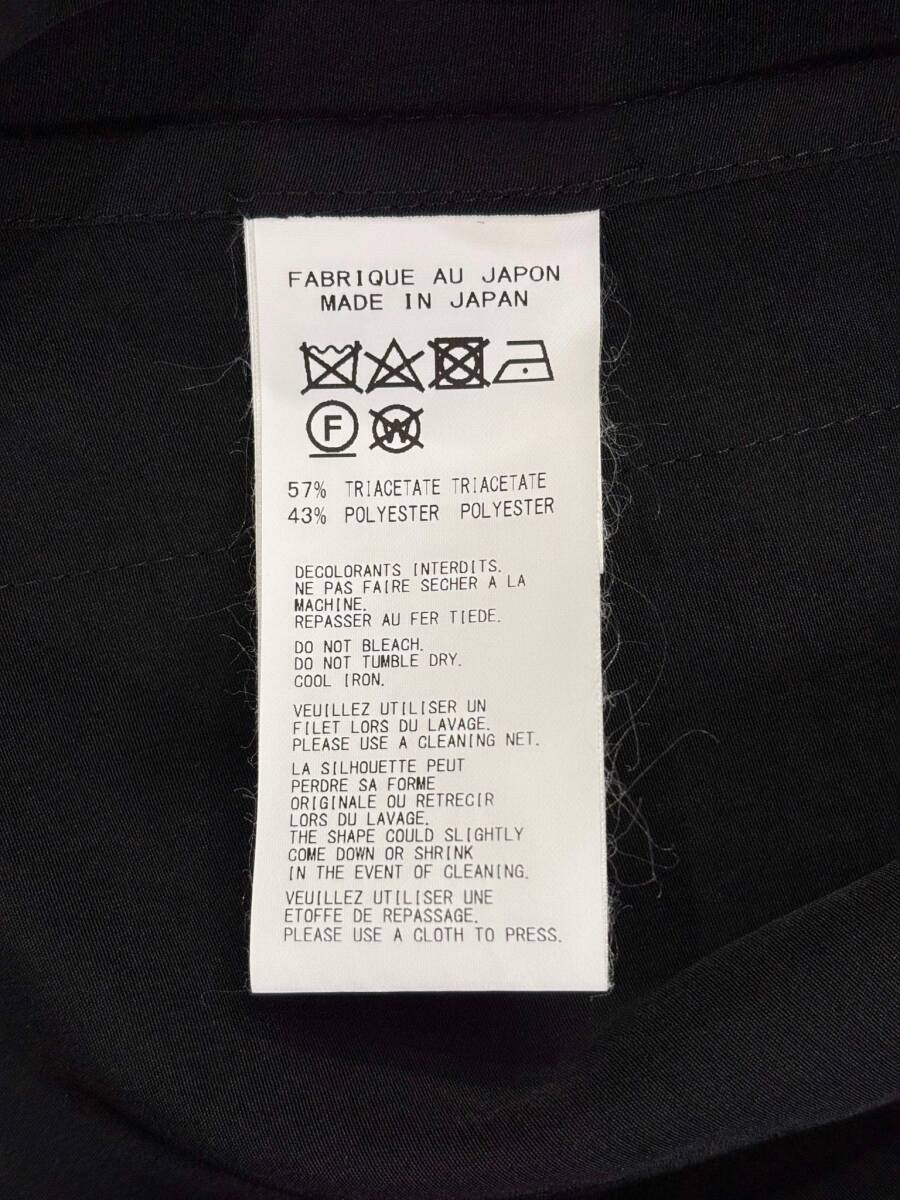 FABRIQUE AU JAPON
MADE IN JAPAN
F W
57% TRIACETATE TRIACETATE
43% POLYESTER POLYESTER
DECOLORANTS INTERDITS.
NE PAS FAIRE SECHER A LA
MACHINE.
REPASSER AU FER TIEDE.
DO NOT BLEACH.
DO NOT TUMBLE DRY.
COOL IRON.
VEUILLEZ UTILISER UN
FILET LORS DU LAVAGE.
PLEASE USE A CLEANING NET.
LA SILHOUETTE PEUT
PERDRE SA FORME
ORIGINALE OU RETRECIR
LORS DU LAVAGE.
THE SHAPE COULD SLIGHTLY
COME DOWN OR SHRINK
IN THE EVENT OF CLEANING.
VEUILLEZ UTILISER UNE
ETOFFE DE REPASSAGE.
PLEASE USE A CLOTH TO PRESS.